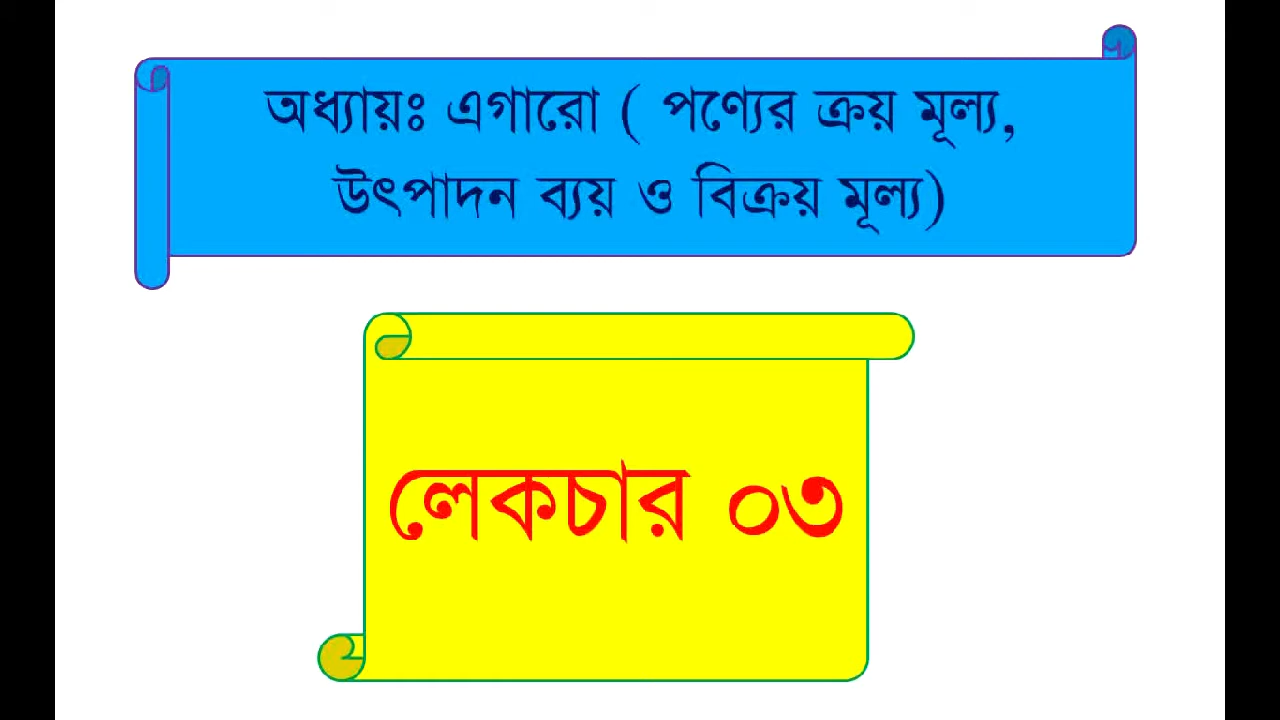 অধ্যায়ঃ এগারো ( পণ্যের ক্রয় মূল্য,
উৎপাদন ব্যয় ও বিক্রয় মূল্য)
লেকচার ০৩